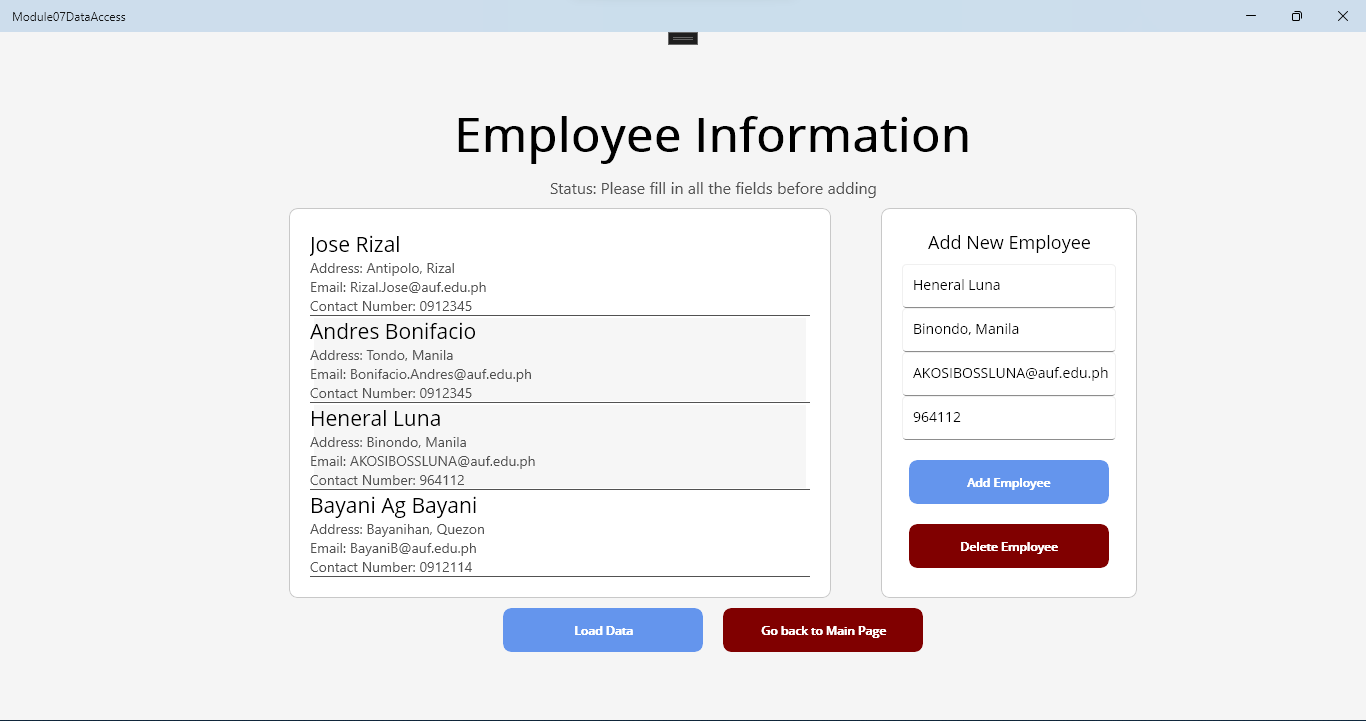 Module07DataAccess
Employee Information
Status: Please fill in all the fields before adding
Jose Rizal
Address: Antipolo, Rizal
Email: Rizal.Jose@auf.edu.ph
Contact Number: 0912345
Andres Bonifacio
Address: Tondo, Manila
Email: Bonifacio.Andres@auf.edu.ph
Contact Number: 0912345
Heneral Luna
Address: Binondo, Manila
Email: AKOSIBOSSLUNA@auf.edu.ph
Contact Number: 964112
Bayani Ag Bayani
Address: Bayanihan, Quezon
Email: BayaniB@auf.edu.ph
Contact Number: 0912114
Add New Employee
Heneral Luna
Binondo, Manila
AKOSIBOSSLUNA@auf.edu.ph
964112
Add Employee
Delete Employee
Load Data
Go back to Main Page